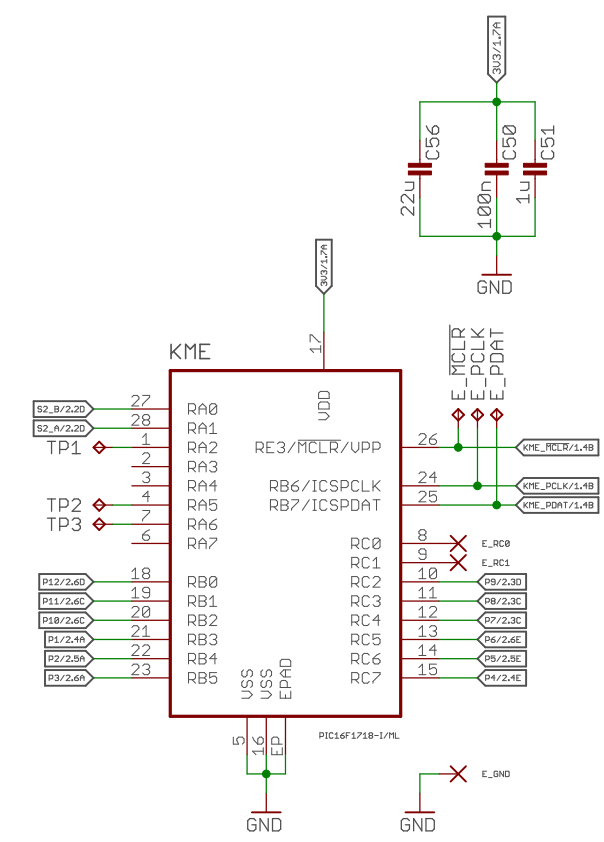 3V3/1.7A
C56
C50
C51
22u
100n
1u
GND
3V3/1.7A
17
KME
VDD
E_MCLR
E_PCLK
E_PDAT
S2_B/2.2D 27 RA0
S2_A/2.2D 28 RA1
TP1 1 RA2
RE3/MCLR/VPP 26 KME_MCLR/1.4B
2 RA3
3 RA4
RB6/ICSPCLK 24 KME_PCLK/1.4B
TP2 4 RA5
RB7/ICSPDAT 25 KME_PDAT/1.4B
TP3 7 RA6
6 RA7
RC0 8 E_RC0
RC1 9 E_RC1
P12/2.6D 18 RB0
RC2 10 P9/2.3D
P11/2.6C 19 RB1
RC3 11 P8/2.3C
P10/2.6C 20 RB2
RC4 12 P7/2.3C
P1/2.4A 21 RB3
RC5 13 P6/2.6E
P2/2.5A 22 RB4
RC6 14 P5/2.5E
P3/2.6A 23 RB5
RC7 15 P4/2.4E
VSS
VSS
EPAD
5
16
EP
PIC16F1718-I/ML
E_GND
GND
GND